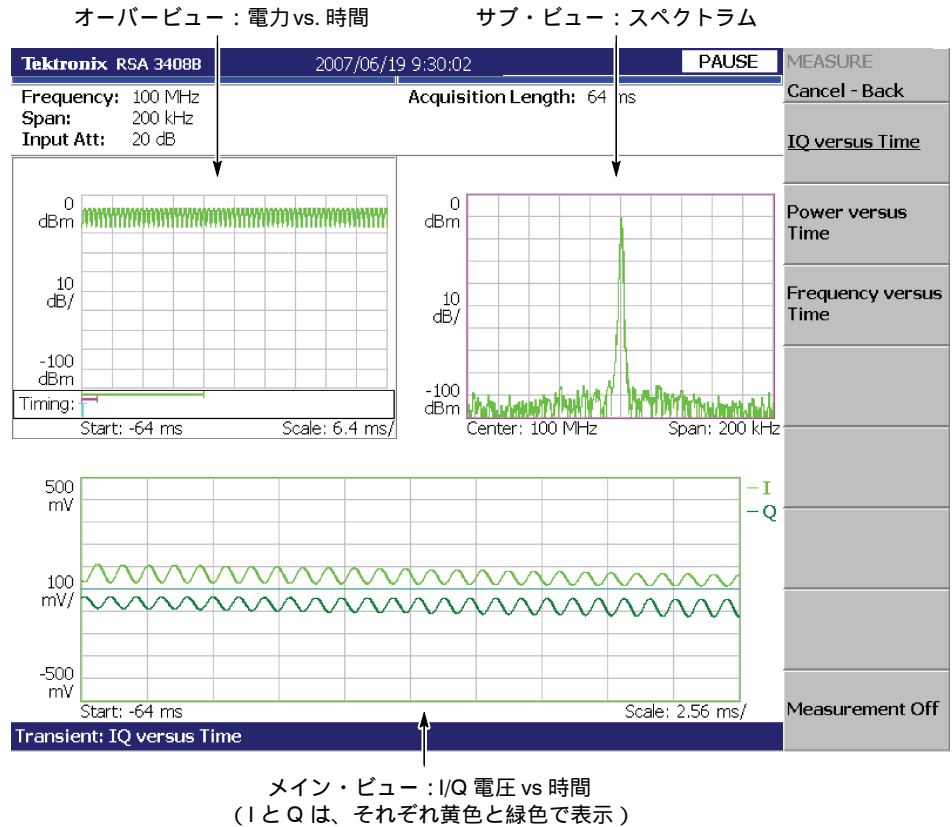 オーバービュー：電力 vs. 時間
サブ・ビュー：スペクトラム
Tektronix RSA 3408B
2007/06/19 9:30:02
PAUSE
MEASURE
Cancel - Back
Frequency: 100 MHz
Acquisition Length: 64 ms
Span: 200 kHz
Input Att: 20 dB
IQ versus Time
Power versus
Time
Frequency versus
Time
Measurement Off
0
dBm
10
dB/
-100
dBm
Timing:
Start: -64 ms
Scale: 6.4 ms/
0
dBm
10
dB/
-100
dBm
Center: 100 MHz
Span: 200 kHz
500
mV
100
mV/
-500
mV
I
Q
Start: -64 ms
Scale: 2.56 ms/
Transient: IQ versus Time
メイン・ビュー：I/Q 電圧 vs 時間
（I と Q は、それぞれ黄色と緑色で表示）